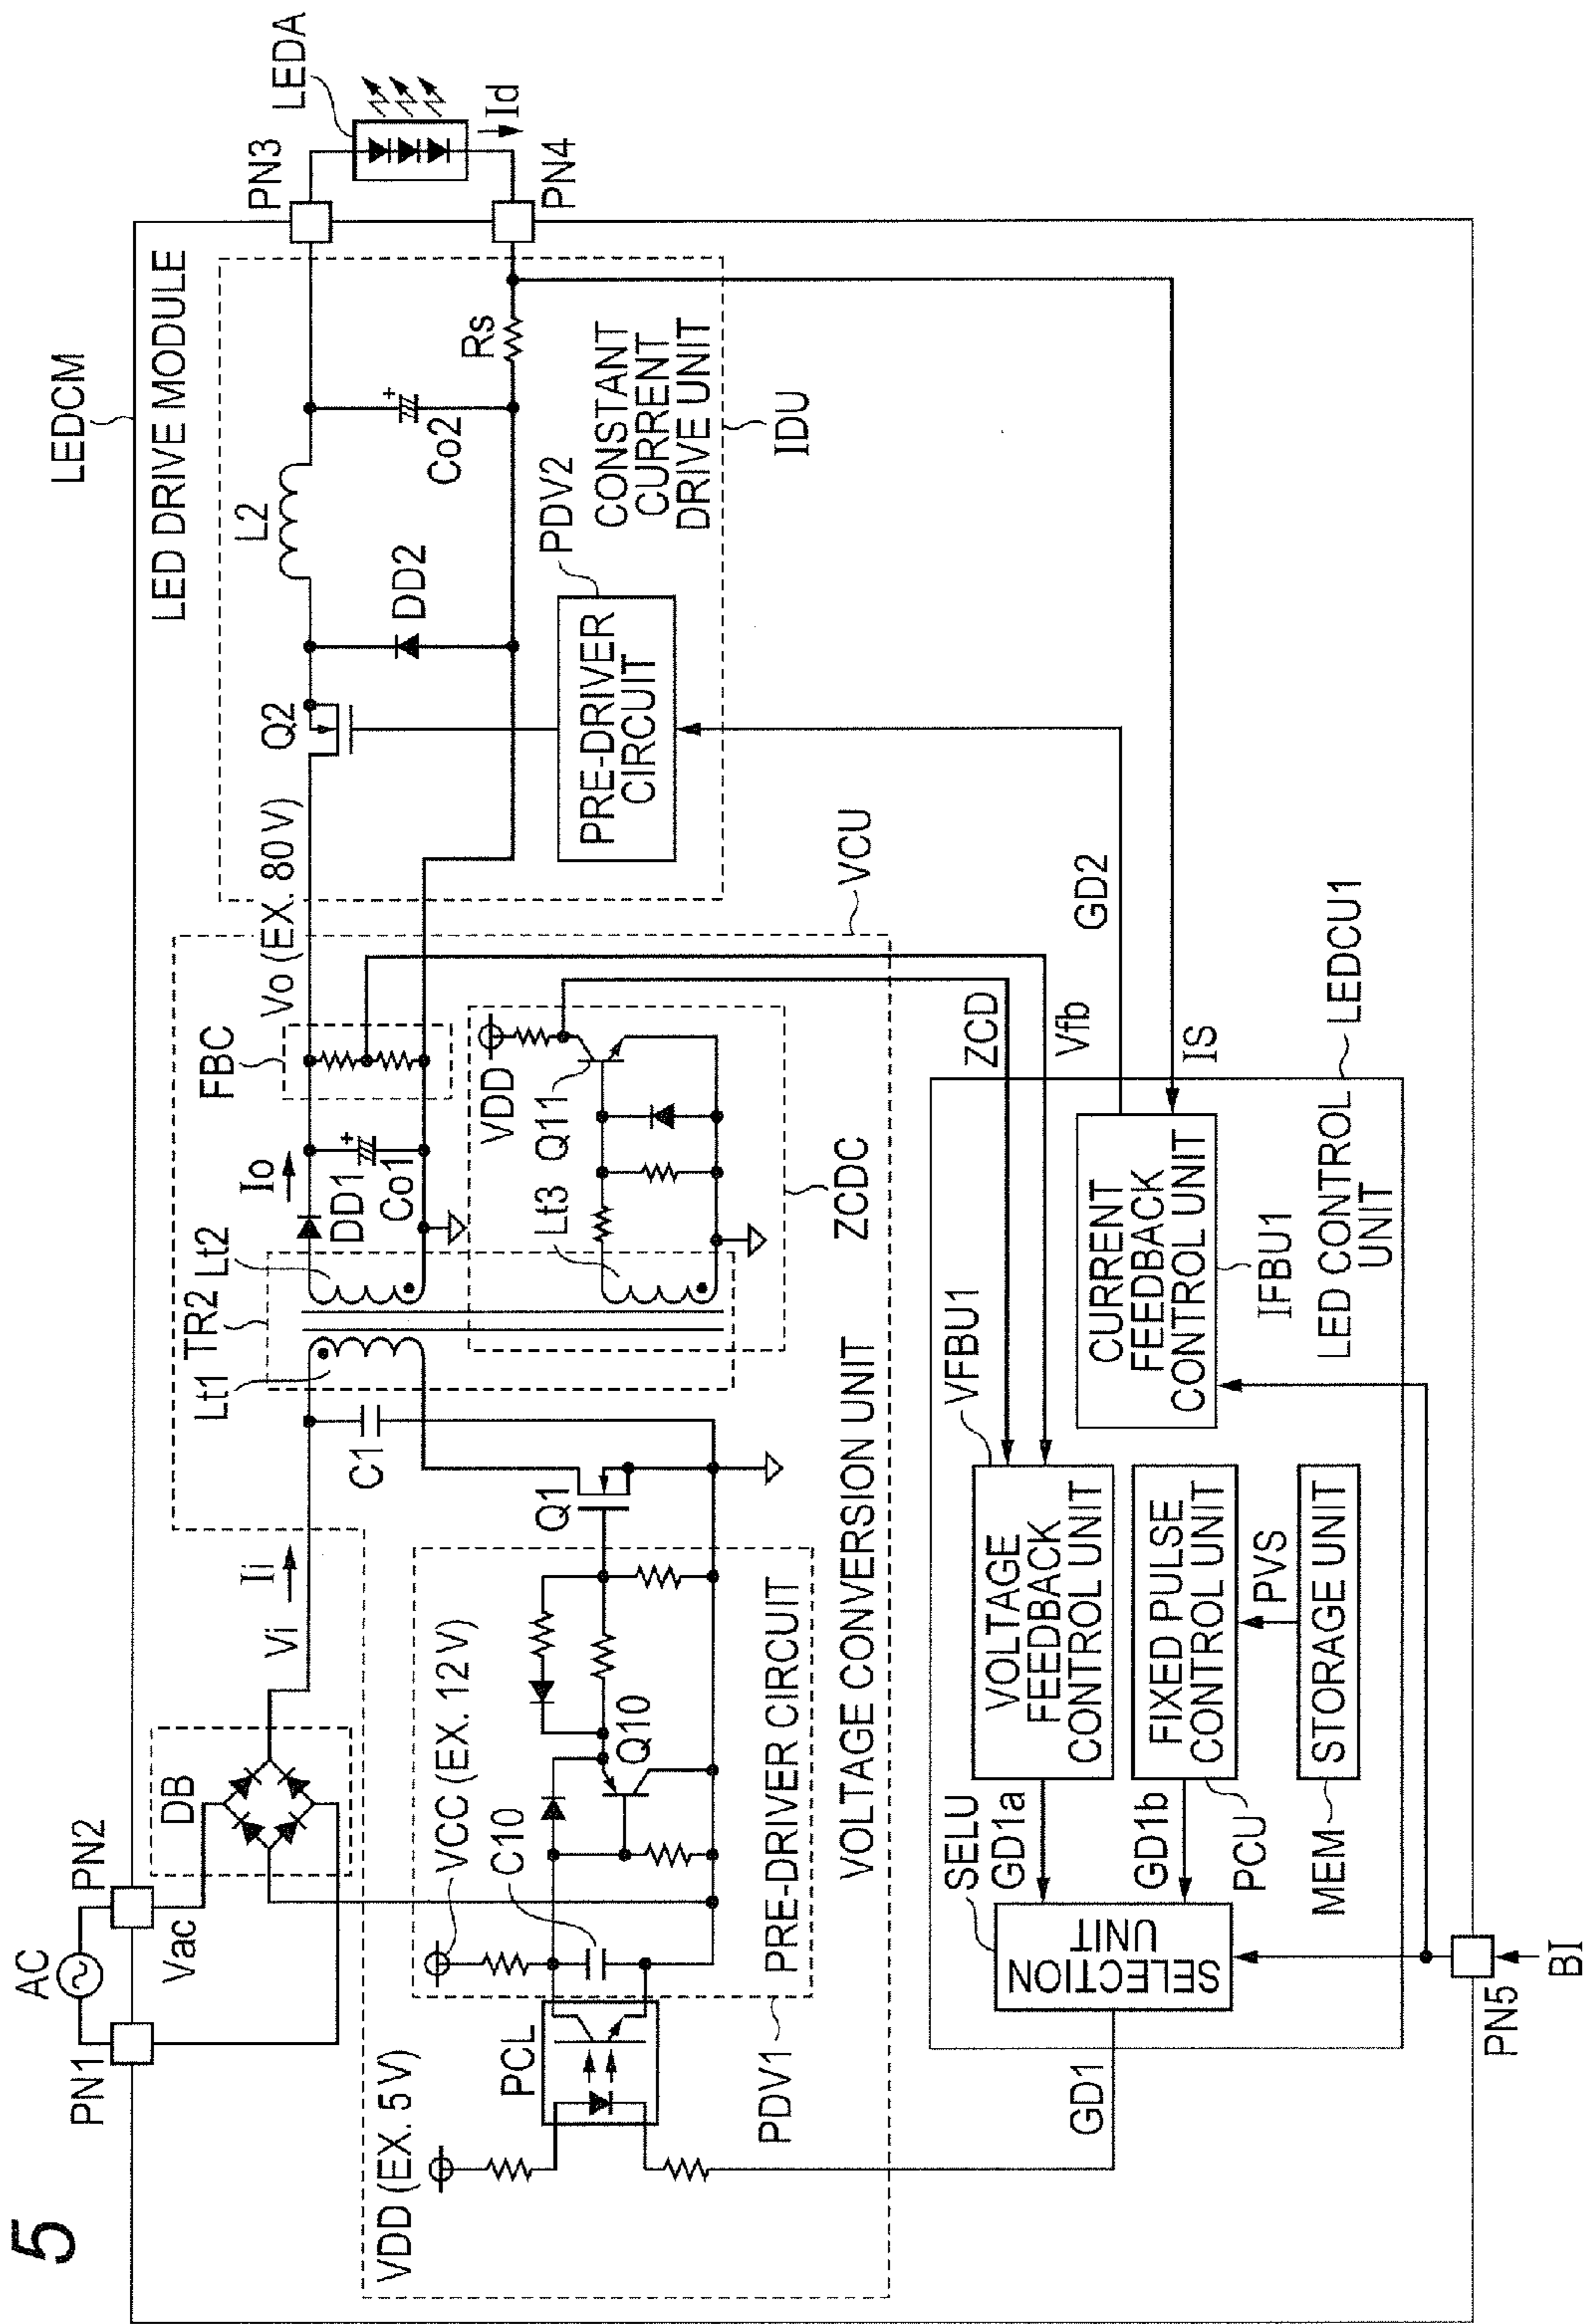 5
LEDCM
LED DRIVE MODULE
AC
PN1
PN2
Vac
DB
Vi
Ii
VDD (EX. 5 V)
PCL
VCC (EX. 12 V)
C10
Q10
PRE-DRIVER CIRCUIT
PDV1
Q1
C1
Lt1
TR2
Lt2
Io
DD1
Co1
FBC
Vo (EX. 80 V)
VDD
Q11
Lt3
ZCDC
VOLTAGE CONVERSION UNIT
VCU
Q2
L2
DD2
Co2
Rs
PRE-DRIVER
CIRCUIT
PDV2
CONSTANT
CURRENT
DRIVE UNIT
IDU
PN3
PN4
LEDA
Id
ZCD
Vfb
GD2
IS
SELU
GD1a
GD1b
GD1
SELECTION
UNIT
VFBU1
VOLTAGE
FEEDBACK
CONTROL UNIT
FIXED PULSE
CONTROL UNIT
PCU
PVS
STORAGE UNIT
MEM
CURRENT
FEEDBACK
CONTROL UNIT
IFBU1
LED CONTROL
UNIT
LEDCU1
PN5
BI